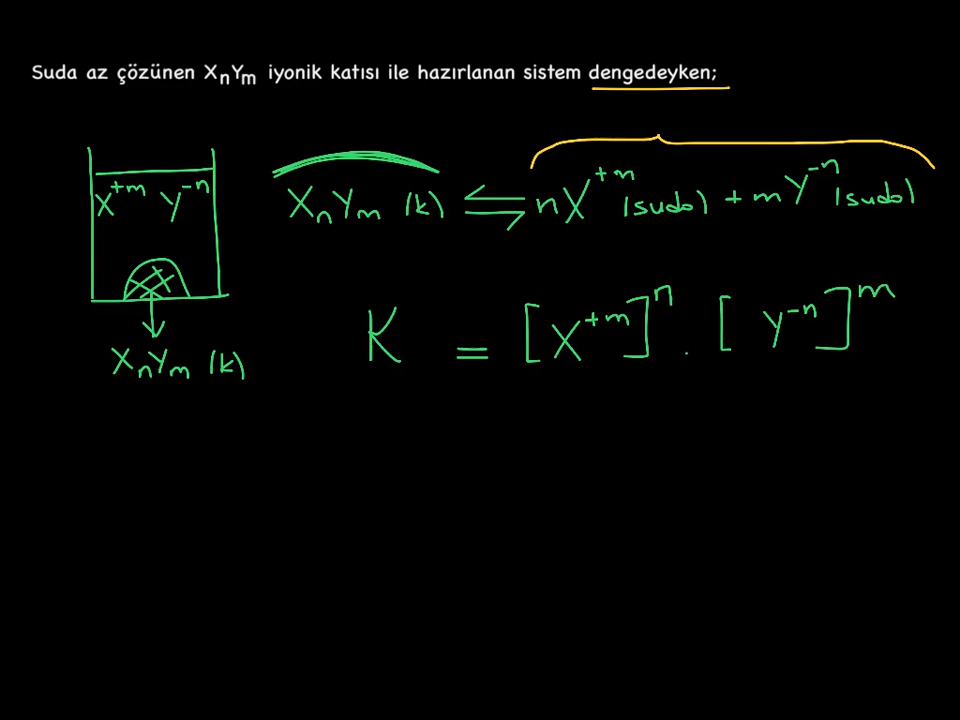 Suda az çözünen XₙYₘ iyonik katısı ile hazırlanan sistem dengedeyken;
X⁺ᵐ Y⁻ⁿ
XₙYₘ (k) ⇌ nX⁺ᵐ (suda) + mY⁻ⁿ (suda)
K = [X⁺ᵐ]ⁿ . [Y⁻ⁿ]ᵐ
XₙYₘ (k)